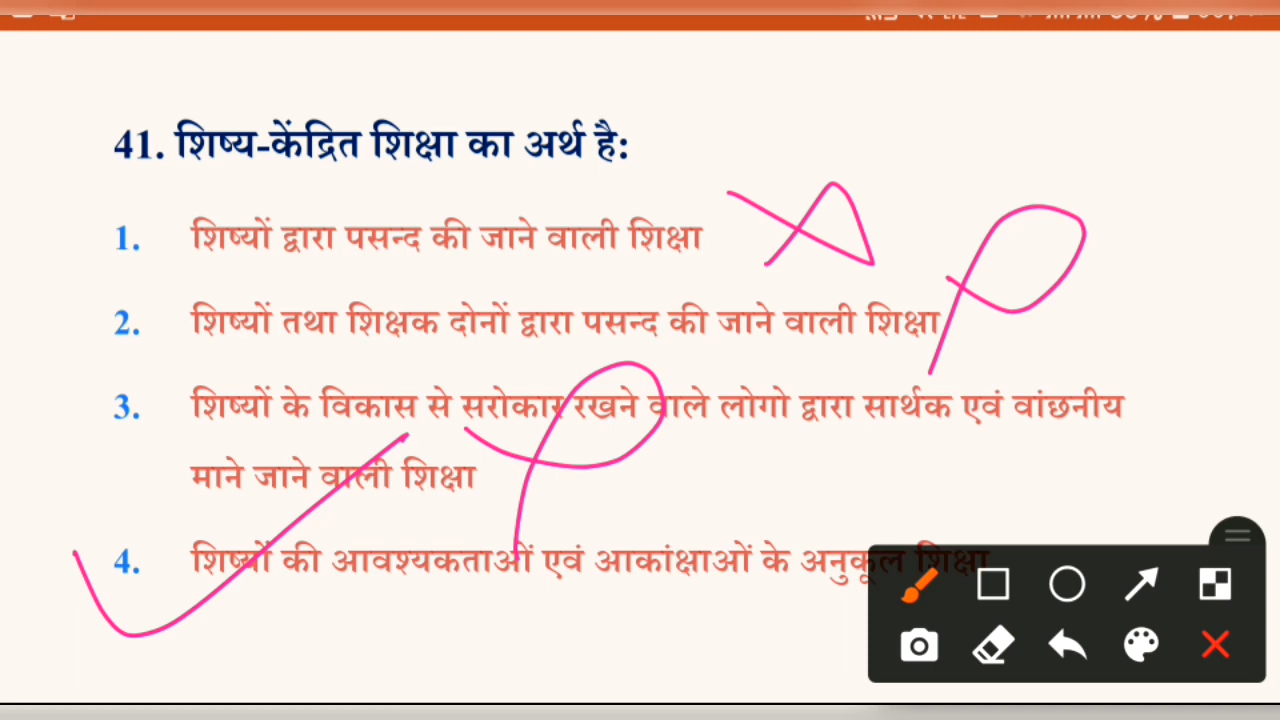 41. शिष्य-केंद्रित शिक्षा का अर्थ है:
1. शिष्यों द्वारा पसन्द की जाने वाली शिक्षा
2. शिष्यों तथा शिक्षक दोनों द्वारा पसन्द की जाने वाली शिक्षा
3. शिष्यों के विकास से सरोकार रखने वाले लोगो द्वारा सार्थक एवं वांछनीय
माने जाने वाली शिक्षा
4. शिष्यों की आवश्यकताओं एवं आकांक्षाओं के अनुकूल शिक्षा